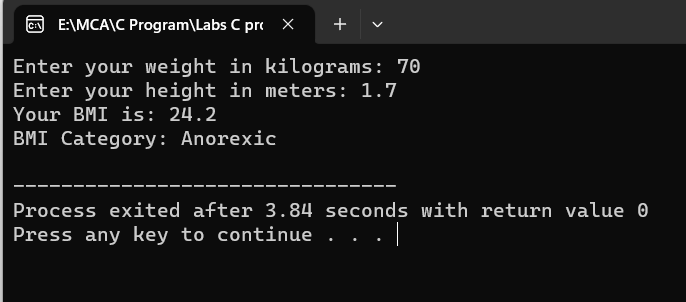 E:\MCA\C Program\Labs C pr
Enter your weight in kilograms: 70
Enter your height in meters: 1.7
Your BMI is: 24.2
BMI Category: Anorexic
--------------------------------
Process exited after 3.84 seconds with return value 0
Press any key to continue . . .